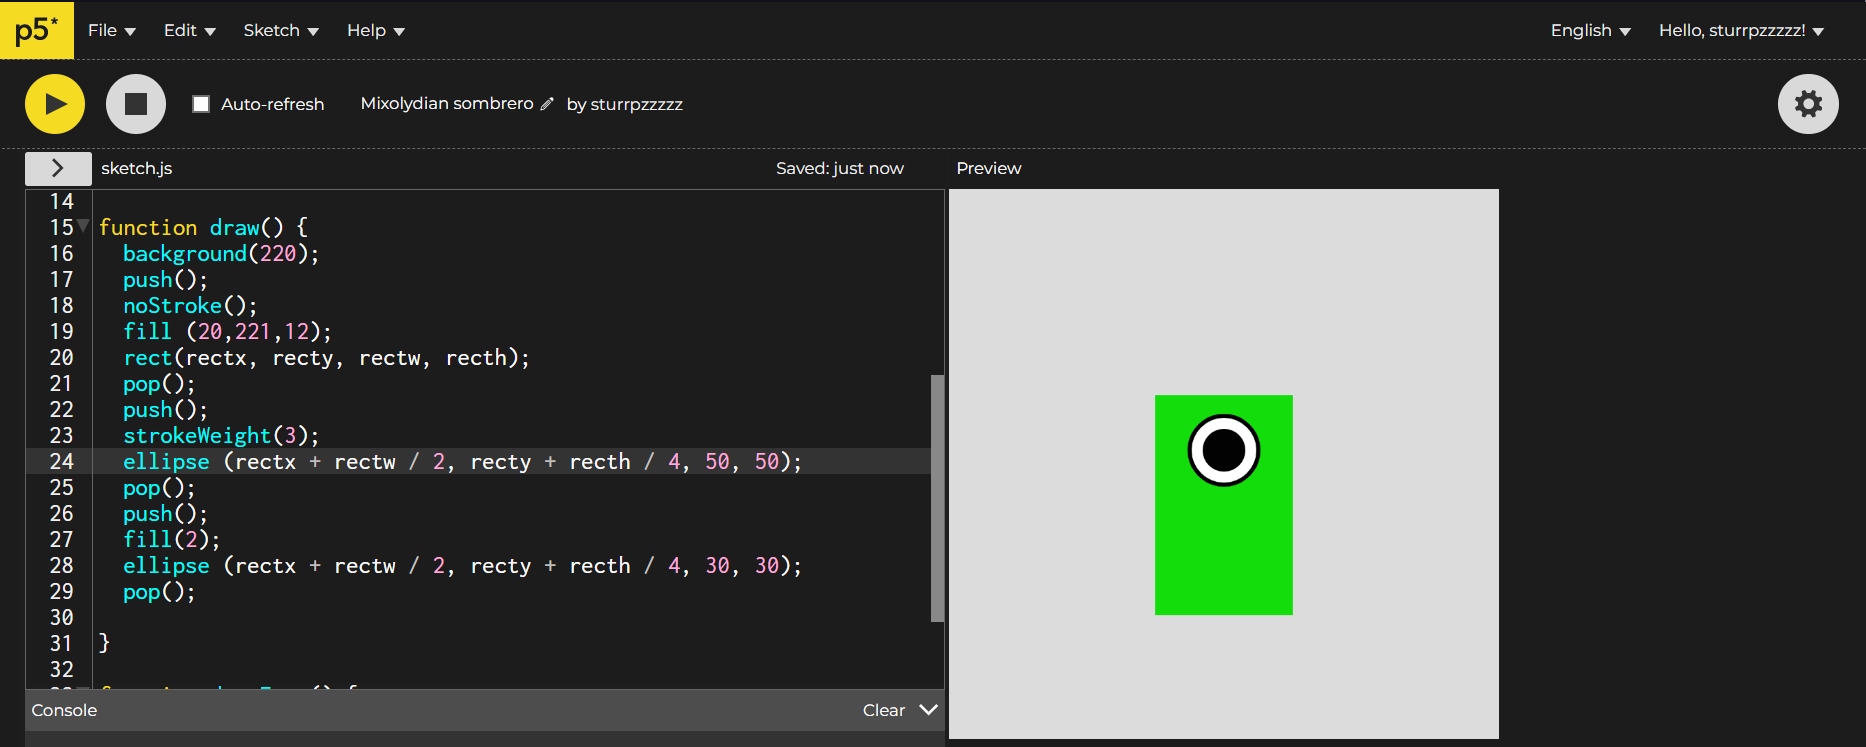 p5*
File Edit Sketch Help English Hello, sturrpzzzzz!
Auto-refresh Mixolydian sombrero by sturrpzzzzz
sketch.js Saved: just now Preview
14
15 function draw() {
16 background(220);
17 push();
18 noStroke();
19 fill (20,221,12);
20 rect(rectx, recty, rectw, recth);
21 pop();
22 push();
23 strokeWeight(3);
24 ellipse (rectx + rectw / 2, recty + recth / 4, 50, 50);
25 pop();
26 push();
27 fill(2);
28 ellipse (rectx + rectw / 2, recty + recth / 4, 30, 30);
29 pop();
30
31 }
32
Console Clear